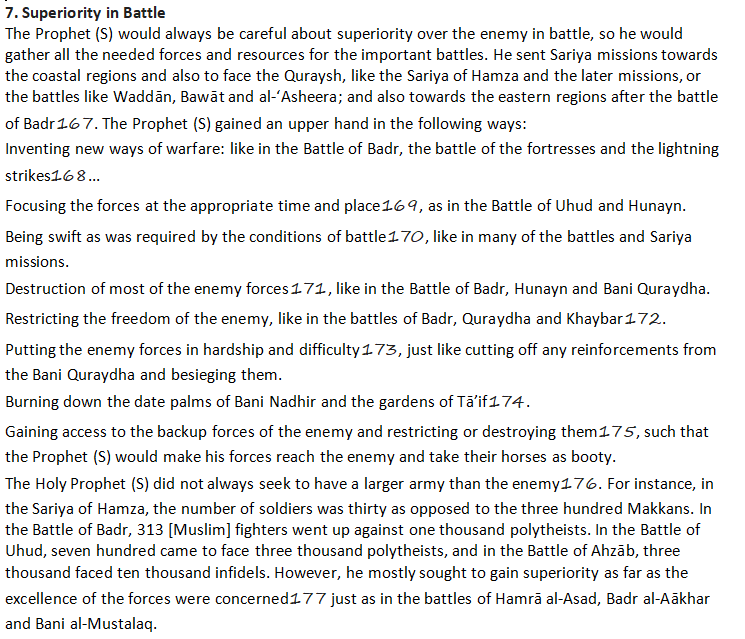 7. Superiority in Battle
The Prophet (S) would always be careful about superiority over the enemy in battle, so he would
gather all the needed forces and resources for the important battles. He sent Sariya missions towards
the coastal regions and also to face the Quraysh, like the Sariya of Hamza and the later missions, or
the battles like Waddān, Bawāt and al-‘Asheera; and also towards the eastern regions after the battle
of Badr167. The Prophet (S) gained an upper hand in the following ways:
Inventing new ways of warfare: like in the Battle of Badr, the battle of the fortresses and the lightning
strikes168...
Focusing the forces at the appropriate time and place169, as in the Battle of Uhud and Hunayn.
Being swift as was required by the conditions of battle170, like in many of the battles and Sariya
missions.
Destruction of most of the enemy forces171, like in the Battle of Badr, Hunayn and Bani Quraydha.
Restricting the freedom of the enemy, like in the battles of Badr, Quraydha and Khaybar172.
Putting the enemy forces in hardship and difficulty173, just like cutting off any reinforcements from
the Bani Quraydha and besieging them.
Burning down the date palms of Bani Nadhir and the gardens of Tā’if174.
Gaining access to the backup forces of the enemy and restricting or destroying them175, such that
the Prophet (S) would make his forces reach the enemy and take their horses as booty.
The Holy Prophet (S) did not always seek to have a larger army than the enemy176. For instance, in
the Sariya of Hamza, the number of soldiers was thirty as opposed to the three hundred Makkans. In
the Battle of Badr, 313 [Muslim] fighters went up against one thousand polytheists. In the Battle of
Uhud, seven hundred came to face three thousand polytheists, and in the Battle of Ahzāb, three
thousand faced ten thousand infidels. However, he mostly sought to gain superiority as far as the
excellence of the forces were concerned177 just as in the battles of Hamrā al-Asad, Badr al-Aākhar
and Bani al-Mustalaq.